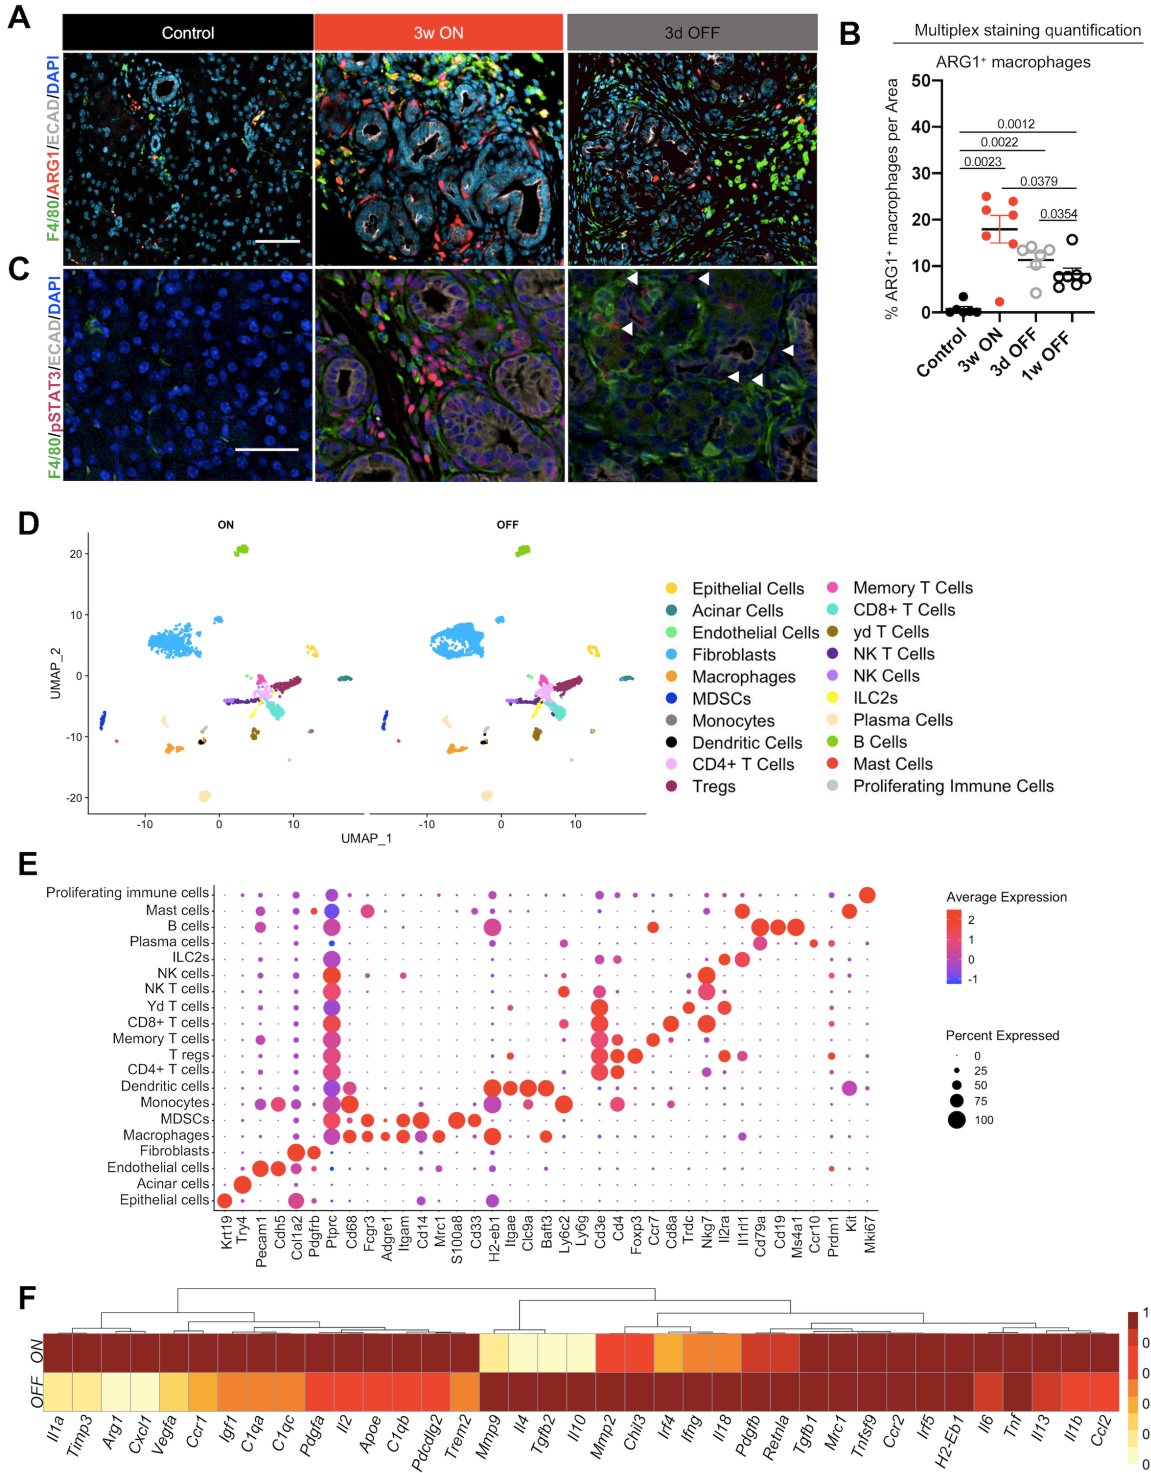 A
Control
3w ON
3d OFF
F4/80/ARG1/ECAD/DAPI
B
Multiplex staining quantification
ARG1⁺ macrophages
% ARG1⁺ macrophages per Area
50
40
30
20
10
0
0.0012
0.0022
0.0023
0.0379
0.0354
Control
3w ON
3d OFF
1w OFF
C
F4/80/pSTAT3/ECAD/DAPI
D
ON
OFF
UMAP_2
20
10
0
-10
-20
-10
0
10
-10
0
10
UMAP_1
Epithelial Cells
Acinar Cells
Endothelial Cells
Fibroblasts
Macrophages
MDSCs
Monocytes
Dendritic Cells
CD4+ T Cells
Tregs
Memory T Cells
CD8+ T Cells
yd T Cells
NK T Cells
NK Cells
ILC2s
Plasma Cells
B Cells
Mast Cells
Proliferating Immune Cells
E
Proliferating immune cells
Mast cells
B cells
Plasma cells
ILC2s
NK cells
NK T cells
Yd T cells
CD8+ T cells
Memory T cells
T regs
CD4+ T cells
Dendritic cells
Monocytes
MDSCs
Macrophages
Fibroblasts
Endothelial cells
Acinar cells
Epithelial cells
Krt19
Try4
Pecam1
Cdh5
Col1a2
Pdgfrb
Ptprc
Cd68
Fcgr3
Adgre1
Itgam
Cd14
Mrc1
S100a8
Cd33
H2-eb1
Itgae
Clc9a
Batf3
Ly6c2
Ly6g
Cd3e
Cd4
Foxp3
Ccr7
Cd8a
Trdc
Nkg7
Il2ra
Il1rl1
Cd79a
Cd19
Ms4a1
Ccr10
Prdm1
Kit
Mki67
Average Expression
2
1
0
-1
Percent Expressed
0
25
50
75
100
F
ON
OFF
Il1a
Timp3
Arg1
Cxcl1
Vegfa
Ccr1
Igf1
C1qa
C1qc
Pdgfa
Il2
Apoe
C1qb
Pdcdlg2
Trem2
Mmp9
Il4
Tgfb2
Il10
Mmp2
Chil3
Irf4
Ifng
Il18
Pdgfb
Retnla
Tgfb1
Mrc1
Tnfsf9
Ccr2
Irf5
H2-Eb1
Il6
Tnf
Il13
Il1b
Ccl2
1
0
0
0
0
0